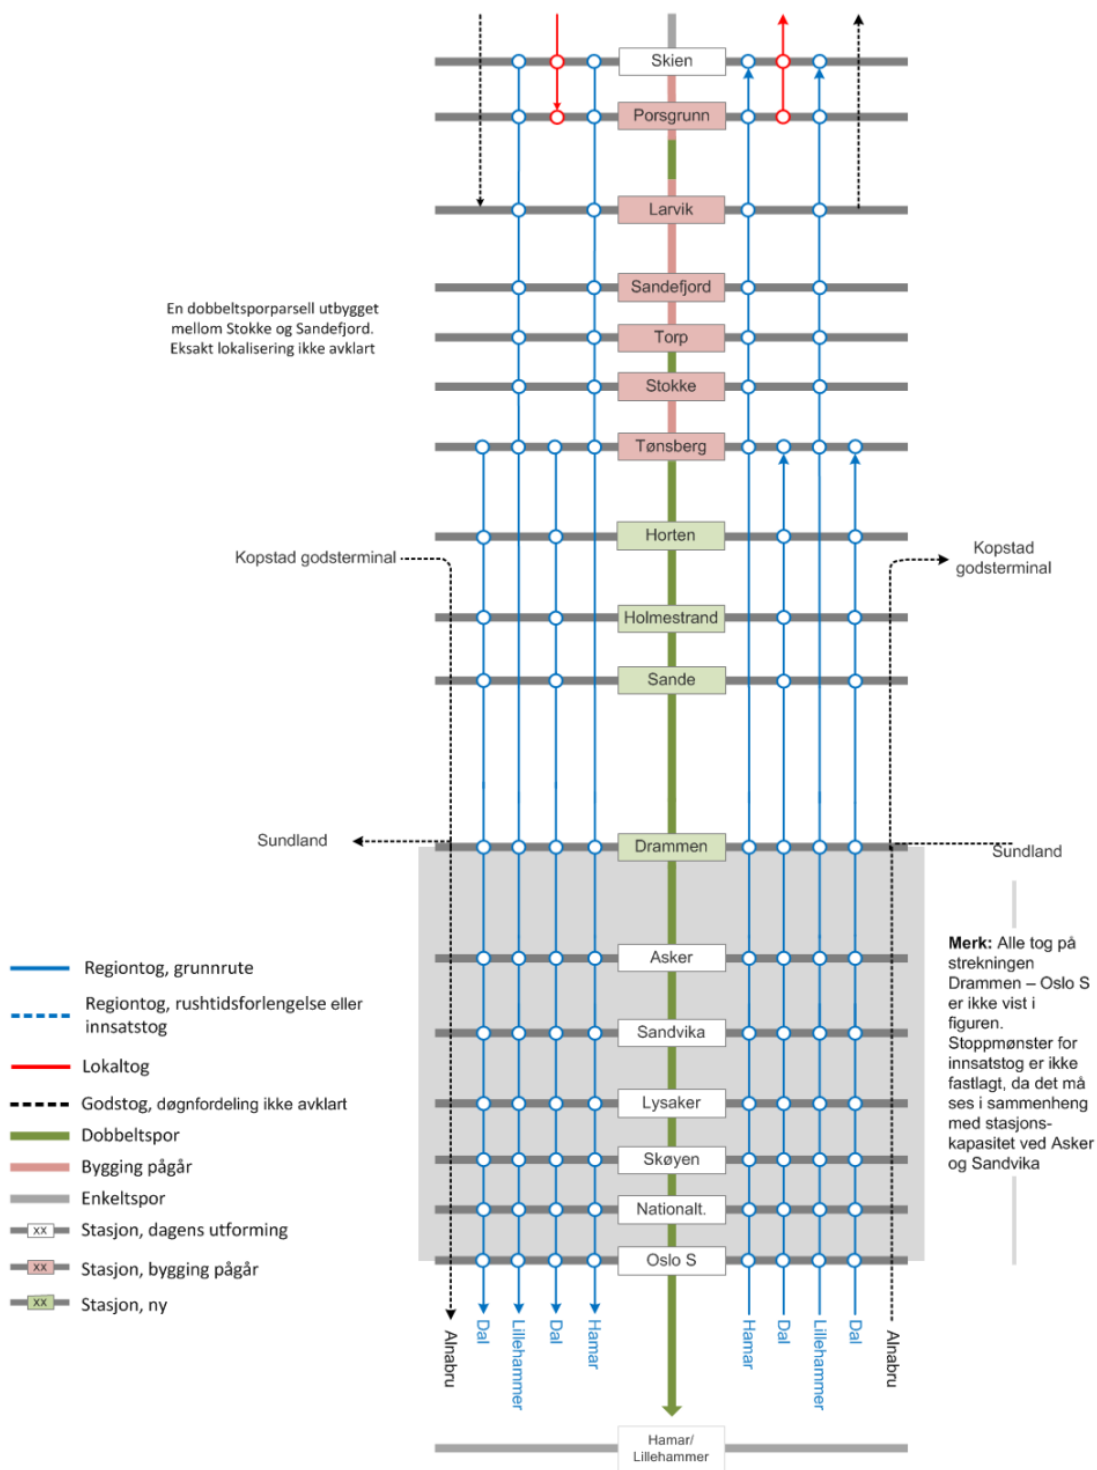 Skien
Porsgrunn
Larvik
Sandefjord
Torp
Stokke
Tønsberg
Horten
Holmestrand
Sande
Drammen
Asker
Sandvika
Lysaker
Skøyen
Nationalt.
Oslo S
Hamar/
Lillehammer
En dobbeltsporparsell utbygget
mellom Stokke og Sandefjord.
Eksakt lokalisering ikke avklart
Kopstad godsterminal
Kopstad
godsterminal
Sundland
Sundland
Merk: Alle tog på
strekningen
Drammen – Oslo S
er ikke vist i
figuren.
Stoppmønster for
innsatstog er ikke
fastlagt, da det må
ses i sammenheng
med stasjons-
kapasitet ved Asker
og Sandvika
Regiontog, grunnrute
Regiontog, rushtidsforlengelse eller
innsatstog
Lokaltog
Godstog, døgnfordeling ikke avklart
Dobbeltspor
Bygging pågår
Enkeltspor
xx Stasjon, dagens utforming
xx Stasjon, bygging pågår
xx Stasjon, ny
Alnabru
Dal
Lillehammer
Dal
Hamar
Hamar
Dal
Lillehammer
Dal
Alnabru